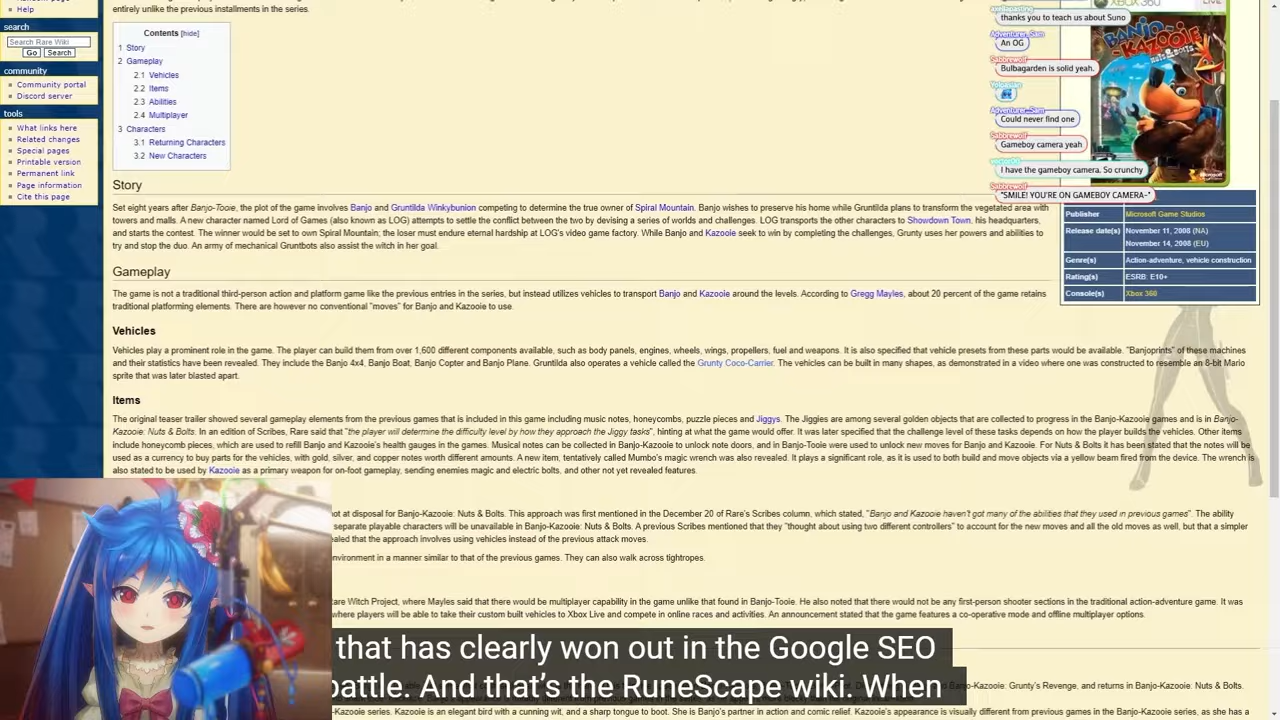 Help
entirely unlike the previous installments in the series.
search
Search Rare Wiki
Go Search
community
Community portal
Discord server
tools
What links here
Related changes
Special pages
Printable version
Permanent link
Page information
Cite this page
Contents [hide]
1 Story
2 Gameplay
2.1 Vehicles
2.2 Items
2.3 Abilities
2.4 Multiplayer
3 Characters
3.1 Returning Characters
3.2 New Characters
XBOX 360 LIVE
BANJO-KAZOOIE
thanks you to teach us about Suno
Adventurer_Sam
An OG
Sabbrewolf
Bulbagarden is solid yeah.
Adventurer_Sam
Could never find one
Sabbrewolf
Gameboy camera yeah
I have the gameboy camera. So crunchy
Sabbrewolf
"SMILE! YOU'RE ON GAMEBOY CAMERA~"
Publisher Microsoft Game Studios
Release date(s) November 11, 2008 (NA)
November 14, 2008 (EU)
Genre(s) Action-adventure, vehicle construction
Rating(s) ESRB: E10+
Console(s) Xbox 360
Story
Set eight years after Banjo-Tooie, the plot of the game involves Banjo and Gruntilda Winkybunion competing to determine the true owner of Spiral Mountain. Banjo wishes to preserve his home while Gruntilda plans to transform the vegetated area with
towers and malls. A new character named Lord of Games (also known as LOG) attempts to settle the conflict between the two by devising a series of worlds and challenges. LOG transports the other characters to Showdown Town, his headquarters,
and starts the contest. The winner would be set to own Spiral Mountain; the loser must endure eternal hardship at LOG's video game factory. While Banjo and Kazooie seek to win by completing the challenges, Grunty uses her powers and abilities to
try and stop the duo. An army of mechanical Gruntbots also assist the witch in her goal.
Gameplay
The game is not a traditional third-person action and platform game like the previous entries in the series, but instead utilizes vehicles to transport Banjo and Kazooie around the levels. According to Gregg Mayles, about 20 percent of the game retains
traditional platforming elements. There are however no conventional "moves" for Banjo and Kazooie to use.
Vehicles
Vehicles play a prominent role in the game. The player can build them from over 1,600 different components available, such as body panels, engines, wheels, wings, propellers, fuel and weapons. It is also specified that vehicle presets from these parts would be available. "Banjoprints" of these machines
and their statistics have been revealed. They include the Banjo 4x4, Banjo Boat, Banjo Copter and Banjo Plane. Gruntilda also operates a vehicle called the Grunty Coco-Carrier. The vehicles can be built in many shapes, as demonstrated in a video where one was constructed to resemble an 8-bit Mario
sprite that was later blasted apart.
Items
The original teaser trailer showed several gameplay elements from the previous games that is included in this game including music notes, honeycombs, puzzle pieces and Jiggys. The Jiggies are among several golden objects that are collected to progress in the Banjo-Kazooie games and is in Banjo-
Kazooie: Nuts & Bolts. In an edition of Scribes, Rare said that "the player will determine the difficulty level by how they approach the Jiggy tasks", hinting at what the game would offer. It was later specified that the challenge level of these tasks depends on how the player builds the vehicles. Other items
include honeycomb pieces, which are used to refill Banjo and Kazooie's health gauges in the games. Musical notes can be collected in Banjo-Kazooie to unlock note doors, and in Banjo-Tooie were used to unlock new moves for Banjo and Kazooie. For Nuts & Bolts it has been stated that the notes will be
used as a currency to buy parts for the vehicles, with gold, silver, and copper notes worth different amounts. A new item, tentatively called Mumbo's magic wrench was also revealed. It plays a significant role, as it is used to both build and move objects via a yellow beam fired from the device. The wrench is
also stated to be used by Kazooie as a primary weapon for on-foot gameplay, sending enemies magic and electric bolts, and other not yet revealed features.
not at disposal for Banjo-Kazooie: Nuts & Bolts. This approach was first mentioned in the December 20 of Rare's Scribes column, which stated, "Banjo and Kazooie haven't got many of the abilities that they used in previous games". The ability
separate playable characters will be unavailable in Banjo-Kazooie: Nuts & Bolts. A previous Scribes mentioned that they "thought about using two different controllers" to account for the new moves and all the old moves as well, but that a simpler
ealed that the approach involves using vehicles instead of the previous attack moves.
nvironment in a manner similar to that of the previous games. They can also walk across tightropes.
are Witch Project, where Mayles said that there would be multiplayer capability in the game unlike that found in Banjo-Tooie. He also noted that there would not be any first-person shooter sections in the traditional action-adventure game. It was
where players will be able to take their custom built vehicles to Xbox Live and compete in online races and activities. An announcement stated that the game features a co-operative mode and offline multiplayer options.
that has clearly won out in the Google SEO
battle. And that's the RuneScape wiki. When
Banjo-Kazooie: Grunty's Revenge, and returns in Banjo-Kazooie: Nuts & Bolts.
azooie series. Kazooie is an elegant bird with a cunning wit, and a sharp tongue to boot. She is Banjo's partner in action and comic relief. Kazooie's appearance is visually different from previous games in the Banjo-Kazooie series, as she has a